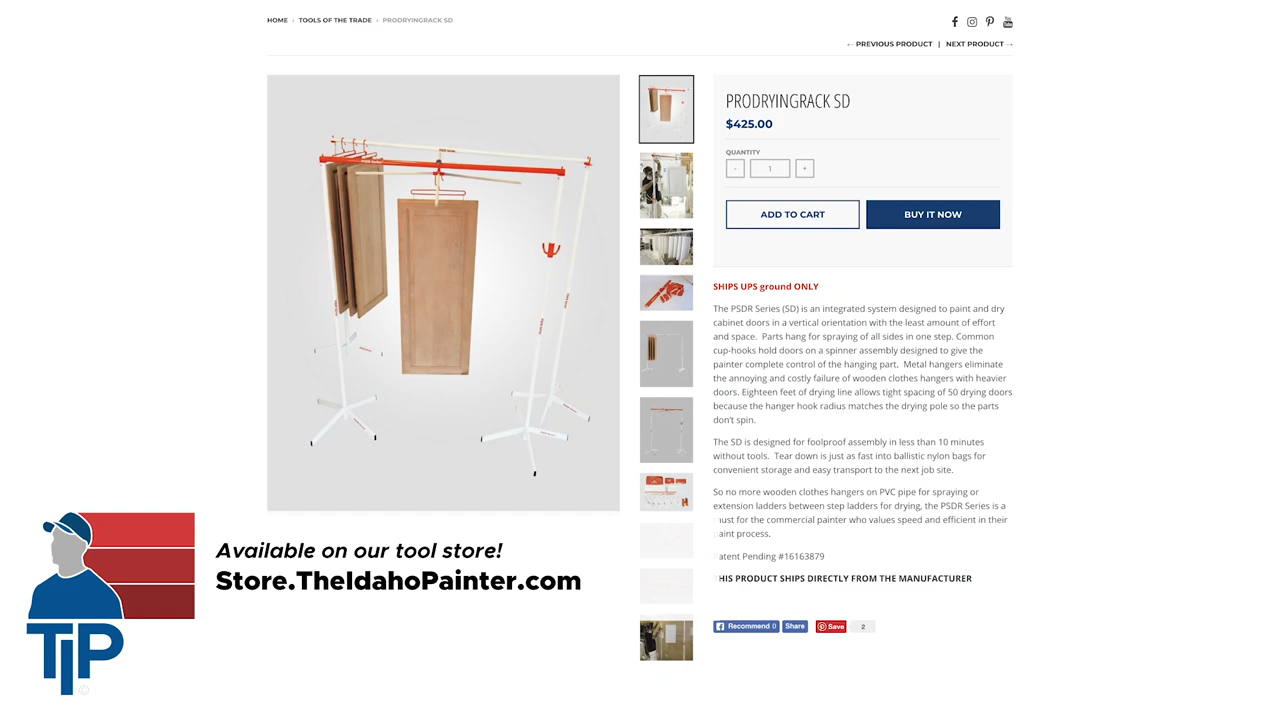 HOME › TOOLS OF THE TRADE › PRODRYINGRACK SD
← PREVIOUS PRODUCT | NEXT PRODUCT →
PRODRYINGRACK SD
$425.00
QUANTITY
- 1 +
ADD TO CART
BUY IT NOW
SHIPS UPS ground ONLY
The PSDR Series (SD) is an integrated system designed to paint and dry
cabinet doors in a vertical orientation with the least amount of effort
and space. Parts hang for spraying of all sides in one step. Common
cup-hooks hold doors on a spinner assembly designed to give the
painter complete control of the hanging part. Metal hangers eliminate
the annoying and costly failure of wooden clothes hangers with heavier
doors. Eighteen feet of drying line allows tight spacing of 50 drying doors
because the hanger hook radius matches the drying pole so the parts
don't spin.
The SD is designed for foolproof assembly in less than 10 minutes
without tools. Tear down is just as fast into ballistic nylon bags for
convenient storage and easy transport to the next job site.
So no more wooden clothes hangers on PVC pipe for spraying or
extension ladders between step ladders for drying, the PSDR Series is a
must for the commercial painter who values speed and efficient in their
paint process.
Patent Pending #16163879
THIS PRODUCT SHIPS DIRECTLY FROM THE MANUFACTURER
Recommend 0 Share Save 2
Available on our tool store!
Store.TheIdahoPainter.com
TIP